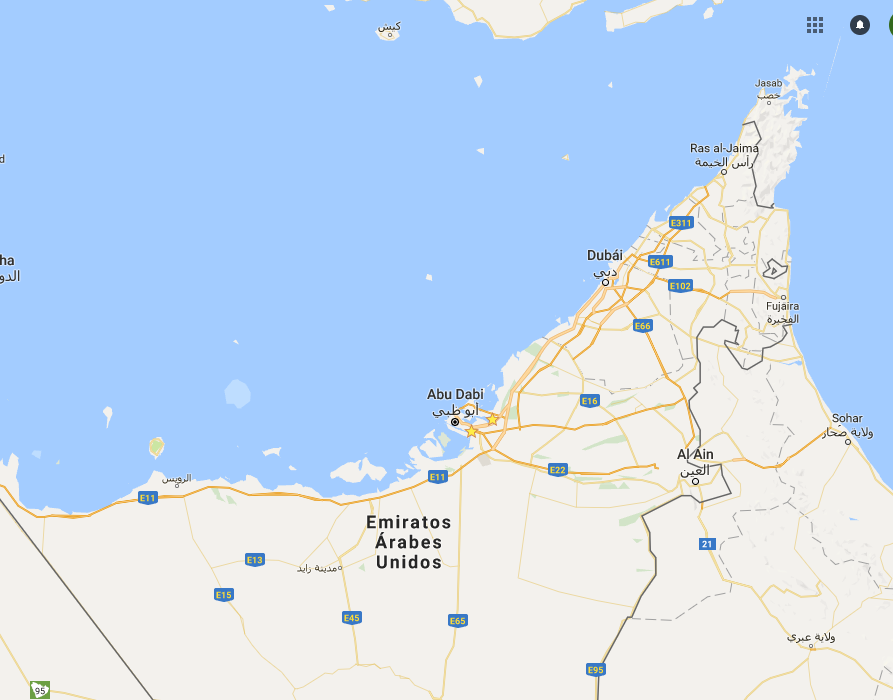 كيش
Jasab
خصب
Ras al-Jaima
رأس الخيمة
d
E311
ha
الدو
Dubái
دبي
E611
E102
Fujaira
الفجيرة
E66
Abu Dabi
أبو ظبي
E16
Sohar
ولاية صحار
Al Ain
العين
E22
E11
الرويس
E11
Emiratos
Árabes
Unidos
21
E13
مدينة زايد
E15
E45
E65
ولاية عبري
E95
95